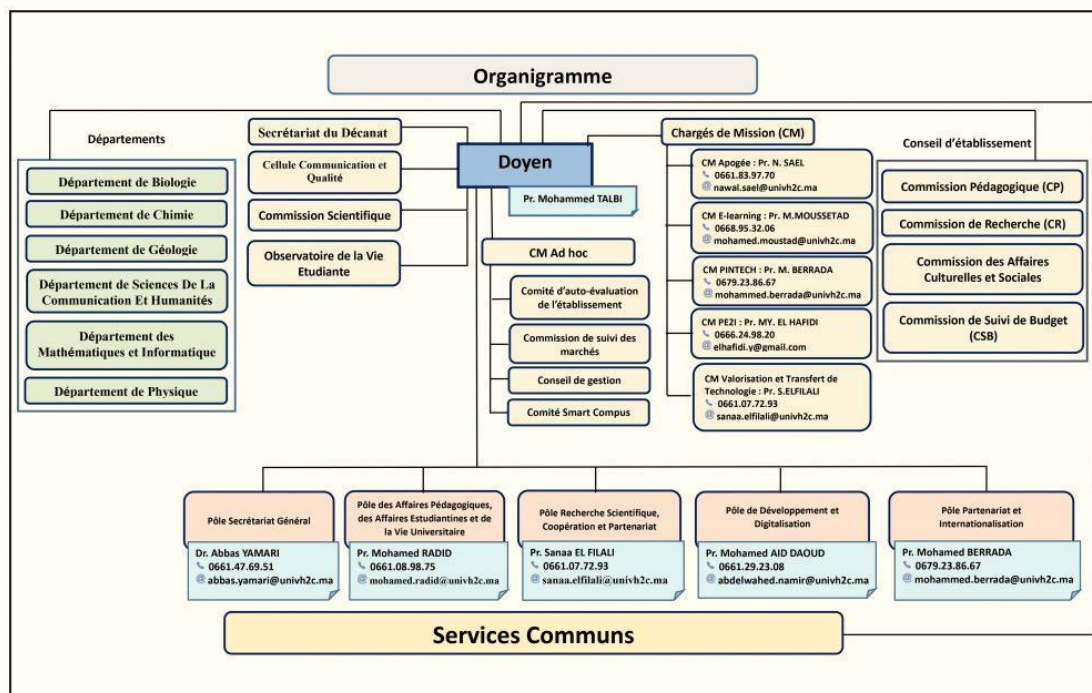 Organigramme
Départements
Département de Biologie
Département de Chimie
Département de Géologie
Département de Sciences De La
Communication Et Humanités
Département des
Mathématiques et Informatique
Département de Physique
Secrétariat du Décanat
Cellule Communication et
Qualité
Commission Scientifique
Observatoire de la Vie
Etudiante
Doyen
Pr. Mohammed TALBI
CM Ad hoc
Comité d'auto-évaluation
de l'établissement
Commission de suivi des
marchés
Conseil de gestion
Comité Smart Compus
Chargés de Mission (CM)
CM Apogée : Pr. N. SAEL
0661.83.97.70
@ nawal.sael@univh2c.ma
CM E-learning : Pr. M.MOUSSETAD
0668.95.32.06
@ mohamed.moustad@univh2c.ma
CM PINTECH : Pr. M. BERRADA
0679.23.86.67
@ mohammed.berrada@univh2c.ma
CM PE2I : Pr. MY. EL HAFIDI
0666.24.98.20
@ elhafidi.y@gmail.com
CM Valorisation et Transfert de
Technologie : Pr. S.ELFILALI
0661.07.72.93
@ sanaa.elfilali@univh2c.ma
Conseil d'établissement
Commission Pédagogique (CP)
Commission de Recherche (CR)
Commission des Affaires
Culturelles et Sociales
Commission de Suivi de Budget
(CSB)
Pôle Secrétariat Général
Dr. Abbas YAMARI
0661.47.69.51
@ abbas.yamari@univh2c.ma
Pôle des Affaires Pédagogiques,
des Affaires Estudiantines et de
la Vie Universitaire
Pr. Mohamed RADID
0661.08.98.75
@ mohamed.radid@univh2c.ma
Pôle Recherche Scientifique,
Coopération et Partenariat
Pr. Sanaa EL FILALI
0661.07.72.93
@ sanaa.elfilali@univh2c.ma
Pôle de Développement et
Digitalisation
Pr. Mohamed AID DAOUD
0661.29.23.08
@ abdelwahed.namir@univh2c.ma
Pôle Partenariat et
Internationalisation
Pr. Mohamed BERRADA
0679.23.86.67
@ mohammed.berrada@univh2c.ma
Services Communs